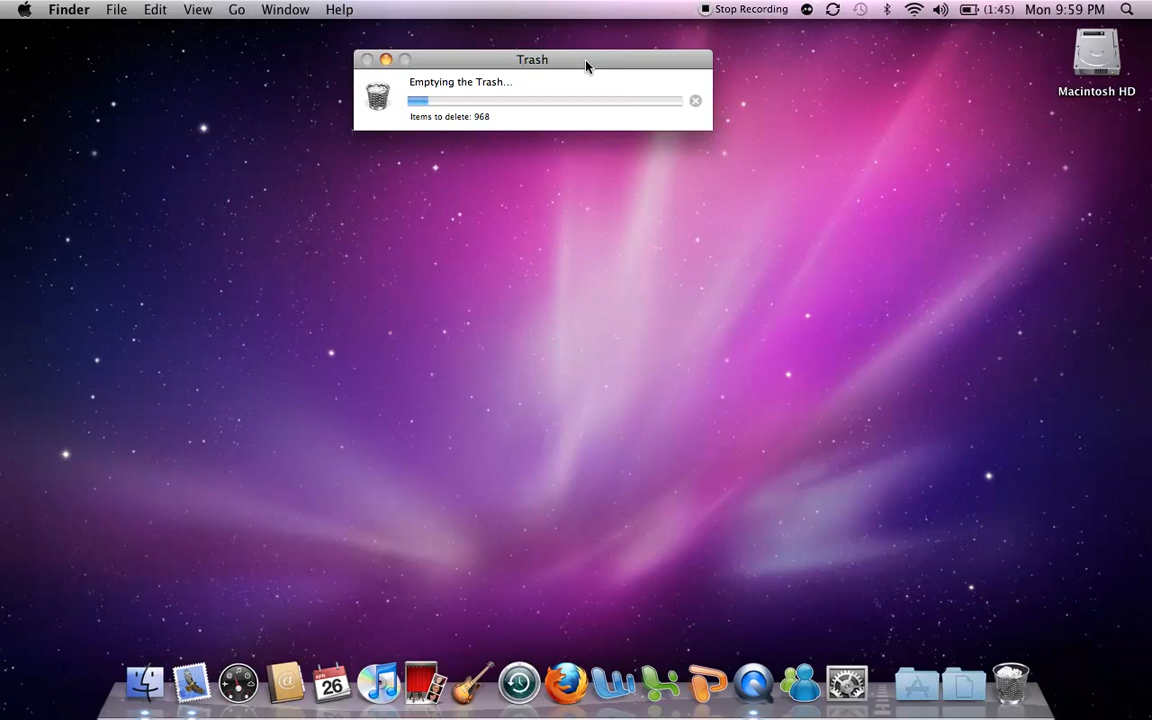 Finder File Edit View Go Window Help Stop Recording (1:45) Mon 9:59 PM
Trash
Emptying the Trash...
Items to delete: 968
Macintosh HD
APR
26